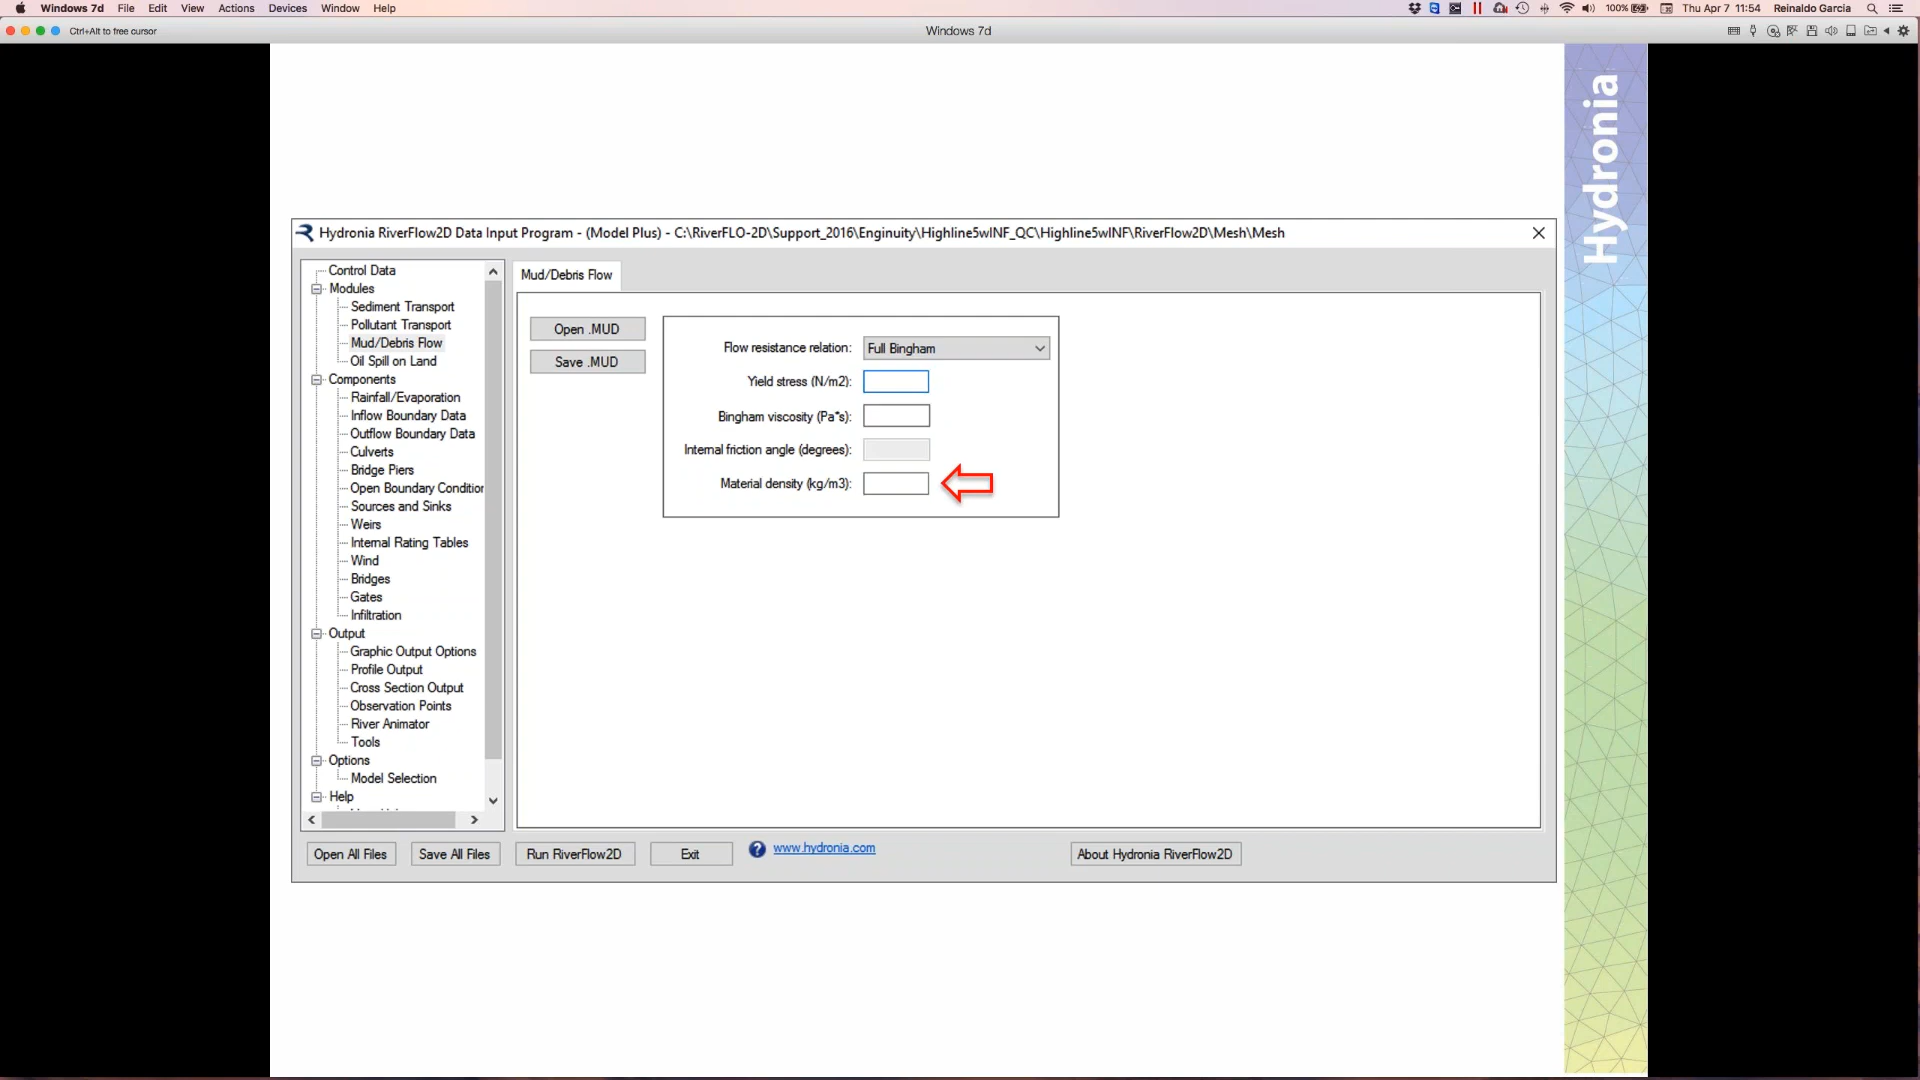 Windows 7d File Edit View Actions Devices Window Help
100% Thu Apr 7 11:54 Reinaldo Garcia
Ctrl+Alt to free cursor
Windows 7d
Hydronia
Hydronia RiverFlow2D Data Input Program - (Model Plus) - C:\RiverFLO-2D\Support_2016\Enginuity\Highline5wINF_QC\Highline5wINF\RiverFlow2D\Mesh\Mesh
Control Data
Modules
Sediment Transport
Pollutant Transport
Mud/Debris Flow
Oil Spill on Land
Components
Rainfall/Evaporation
Inflow Boundary Data
Outflow Boundary Data
Culverts
Bridge Piers
Open Boundary Condition
Sources and Sinks
Weirs
Internal Rating Tables
Wind
Bridges
Gates
Infiltration
Output
Graphic Output Options
Profile Output
Cross Section Output
Observation Points
River Animator
Tools
Options
Model Selection
Help
Mud/Debris Flow
Open .MUD
Save .MUD
Flow resistance relation: Full Bingham
Yield stress (N/m2):
Bingham viscosity (Pa*s):
Internal friction angle (degrees):
Material density (kg/m3):
Open All Files
Save All Files
Run RiverFlow2D
Exit
www.hydronia.com
About Hydronia RiverFlow2D